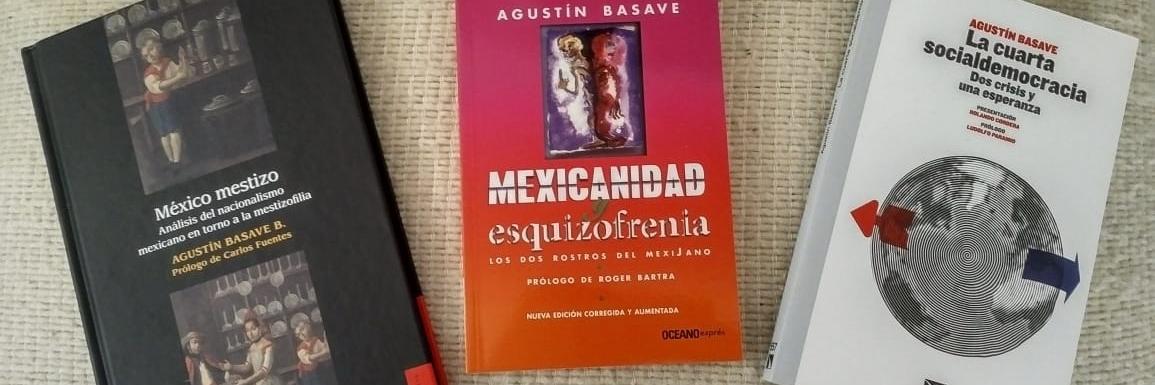 México mestizo
Análisis del nacionalismo
mexicano en torno a la mestizofilia
AGUSTÍN BASAVE B.
Prólogo de Carlos Fuentes
AGUSTÍN BASAVE
MEXICANIDAD
y
esquizofrenia
LOS DOS ROSTROS DEL MEXIJANO
PRÓLOGO DE ROGER BARTRA
NUEVA EDICIÓN CORREGIDA Y AUMENTADA
OCEANO exprés
AGUSTÍN BASAVE
La cuarta
socialdemocracia
Dos crisis y
una esperanza
PRESENTACIÓN
ROLANDO CORDERA
PRÓLOGO
LUDOLFO PARAMIO